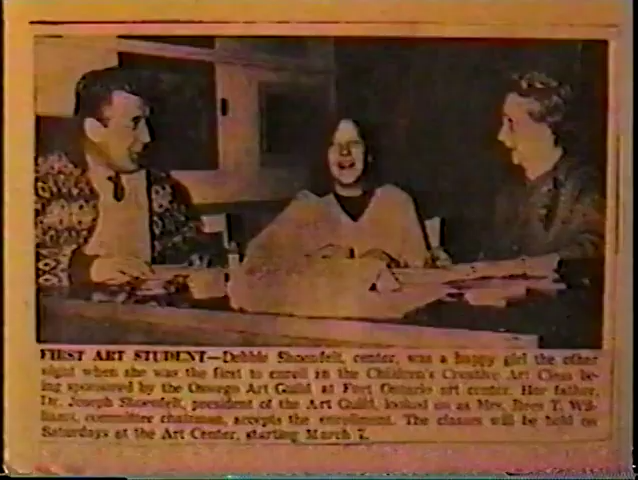 FIRST ART STUDENT—Debbie Shoenfelt, center, was a happy girl the other
night when she was the first to enroll in the Children's Creative Art Class be-
ing sponsored by the Oswego Art Guild at Fort Ontario art center. Her father,
Dr. Joseph Shoenfelt, president of the Art Guild, looked on as Mrs. T. Wil-
liams, committee chairman, accepts the enrollment. The classes will be held on
Saturdays at the Art Center, starting March 7.